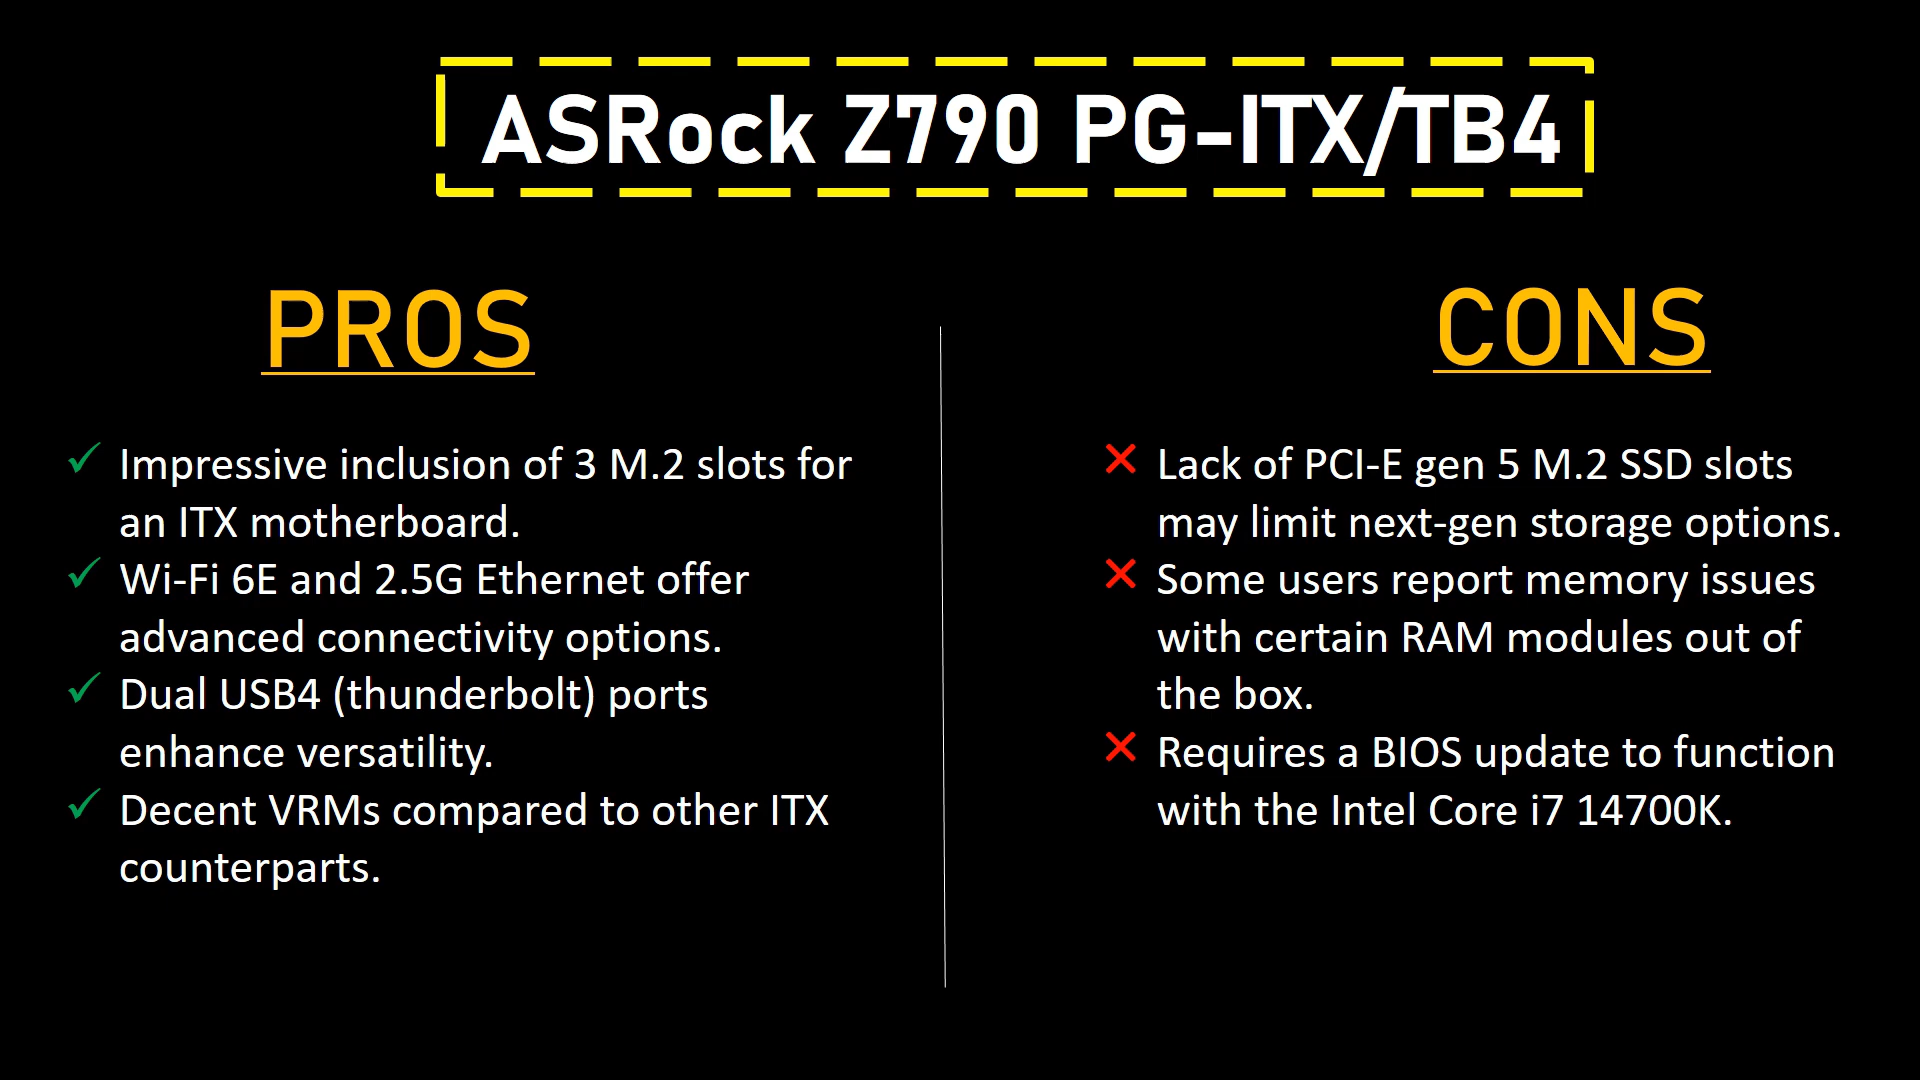 ASRock Z790 PG-ITX/TB4
PROS
Impressive inclusion of 3 M.2 slots for
an ITX motherboard.
Wi-Fi 6E and 2.5G Ethernet offer
advanced connectivity options.
Dual USB4 (thunderbolt) ports
enhance versatility.
Decent VRMs compared to other ITX
counterparts.
CONS
Lack of PCI-E gen 5 M.2 SSD slots
may limit next-gen storage options.
Some users report memory issues
with certain RAM modules out of
the box.
Requires a BIOS update to function
with the Intel Core i7 14700K.